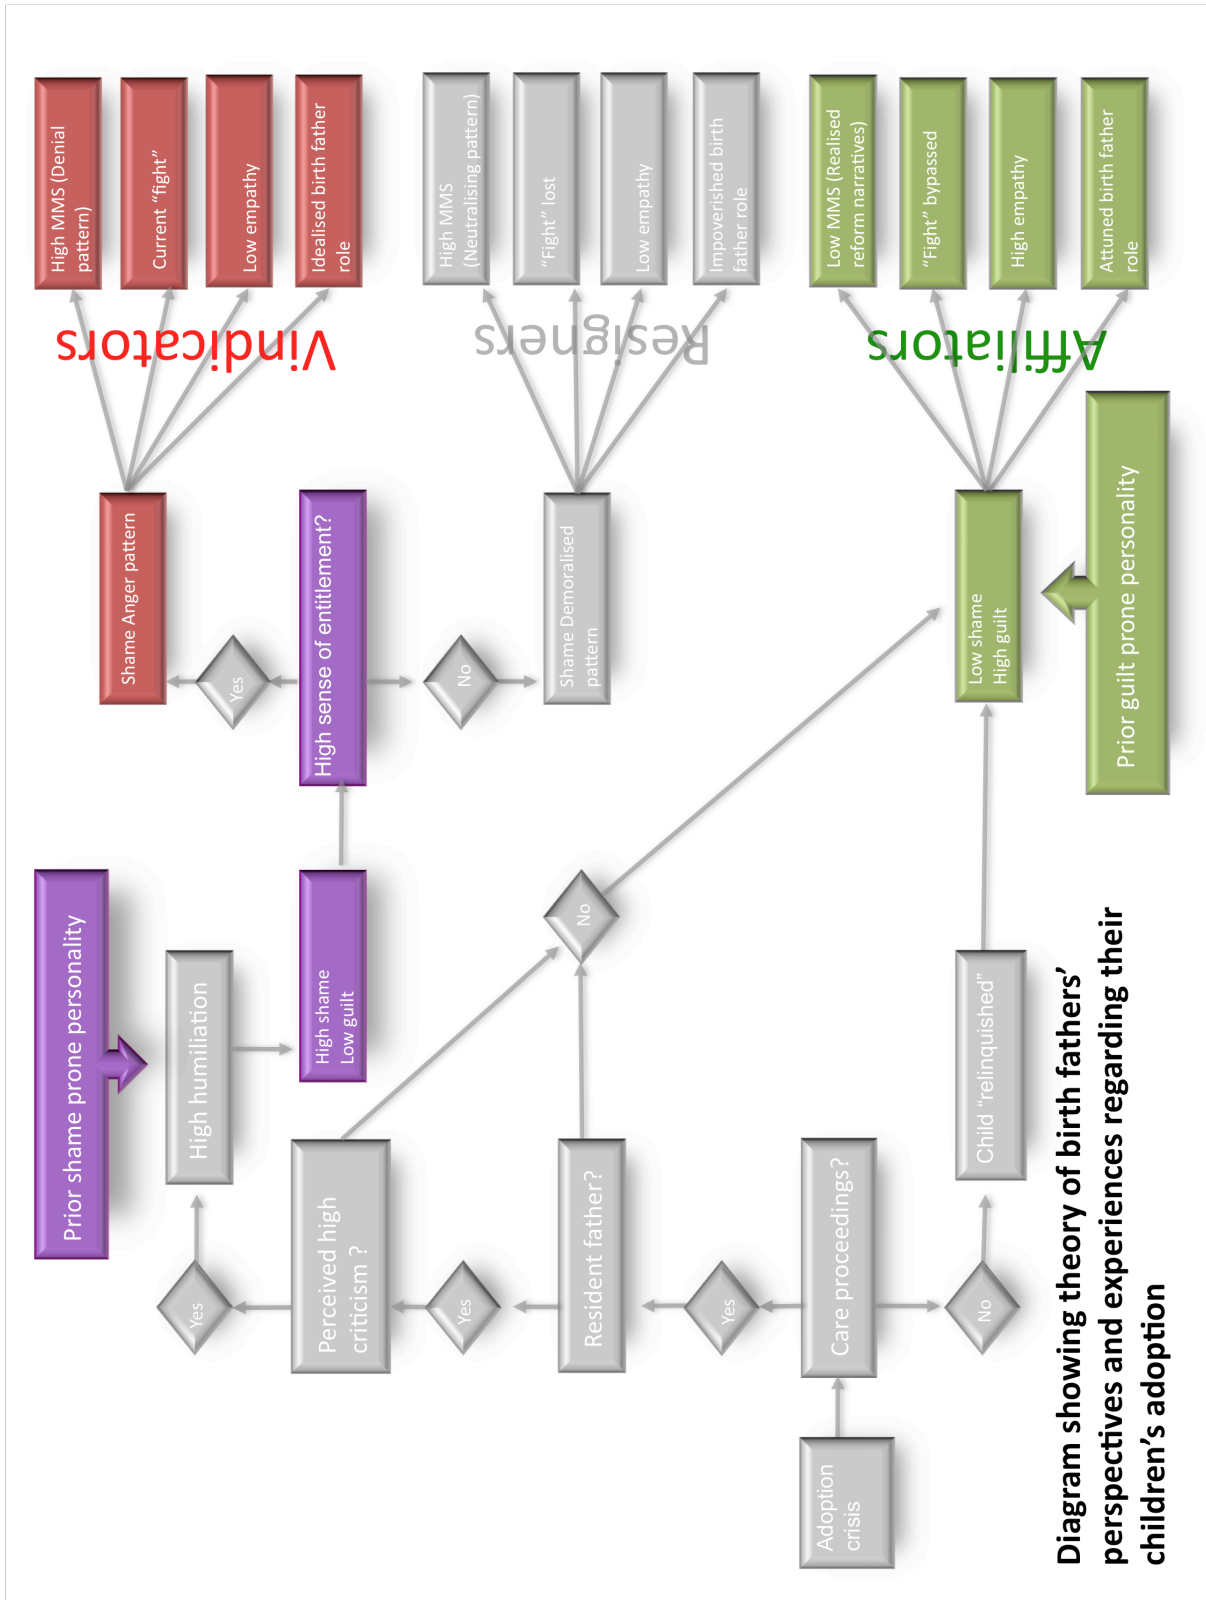 Prior shame prone personality
High humiliation
High shame
Low guilt
Yes
Perceived high
criticism ?
Yes
Resident father?
Yes
Care proceedings?
Adoption
crisis
No
Child "relinquished"
No
High sense of entitlement?
Yes
Shame Anger pattern
No
Shame Demoralised
pattern
Low shame
High guilt
Prior guilt prone personality
Vindicators
High MMS (Denial
pattern)
Current "fight"
Low empathy
Idealised birth father
role
Resigners
High MMS
(Neutralising pattern)
"Fight" lost
Low empathy
Impoverished birth
father role
Affiliators
Low MMS (Realised
reform narratives)
"Fight" bypassed
High empathy
Attuned birth father
role
Diagram showing theory of birth fathers’
perspectives and experiences regarding their
children’s adoption